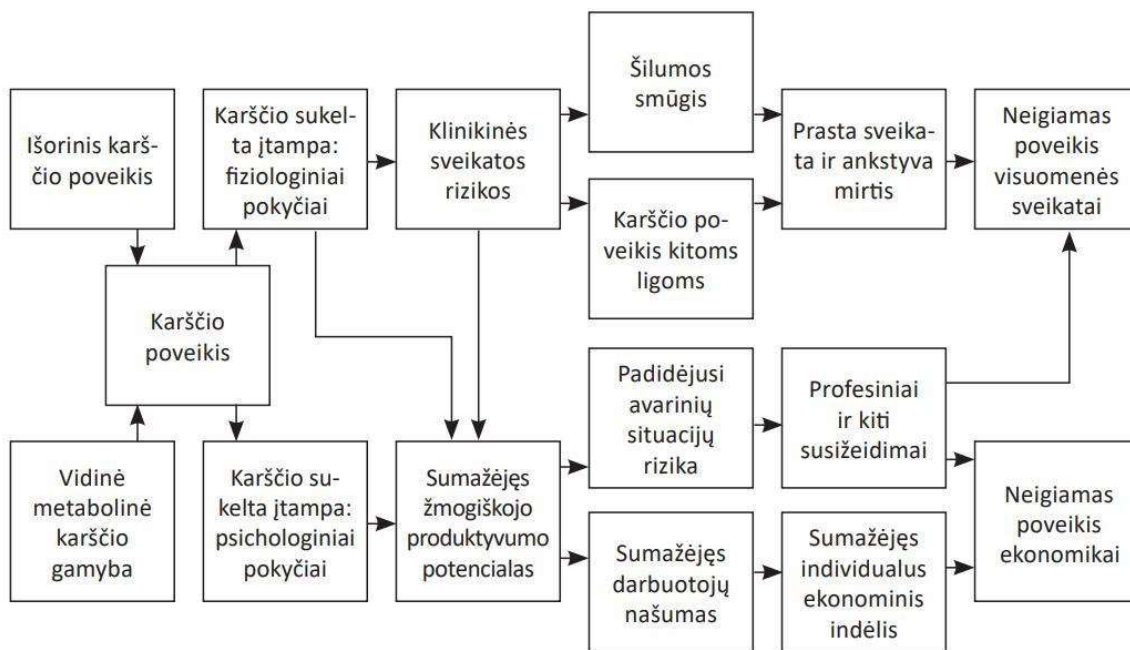 Išorinis karš-
čio poveikis
Karščio sukel-
ta įtampa:
fiziologiniai
pokyčiai
Klinikinės
sveikatos
rizikos
Šilumos
smūgis
Prasta sveika-
ta ir ankstyva
mirtis
Neigiamas
poveikis
visuomenės
sveikatai
Karščio po-
veikis kitoms
ligoms
Karščio
poveikis
Padidėjusi
avarinių
situacijų
rizika
Profesiniai
ir kiti
susižeidimai
Vidinė
metabolinė
karščio
gamyba
Karščio su-
kelta įtampa:
psichologiniai
pokyčiai
Sumažėjęs
žmogiškojo
produktyvumo
potencialas
Neigiamas
poveikis
ekonomikai
Sumažėjęs
darbuotojų
našumas
Sumažėjęs
individualus
ekonominis
indėlis